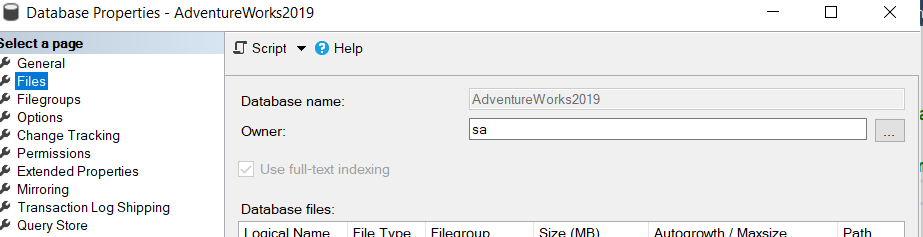 Database Properties - AdventureWorks2019
Select a page
General
Files
Filegroups
Options
Change Tracking
Permissions
Extended Properties
Mirroring
Transaction Log Shipping
Query Store
Script Help
Database name: AdventureWorks2019
Owner: sa ...
Use full-text indexing
Database files:
Logical Name File Type Filegroup Size (MB) Autogrowth / Maxsize Path